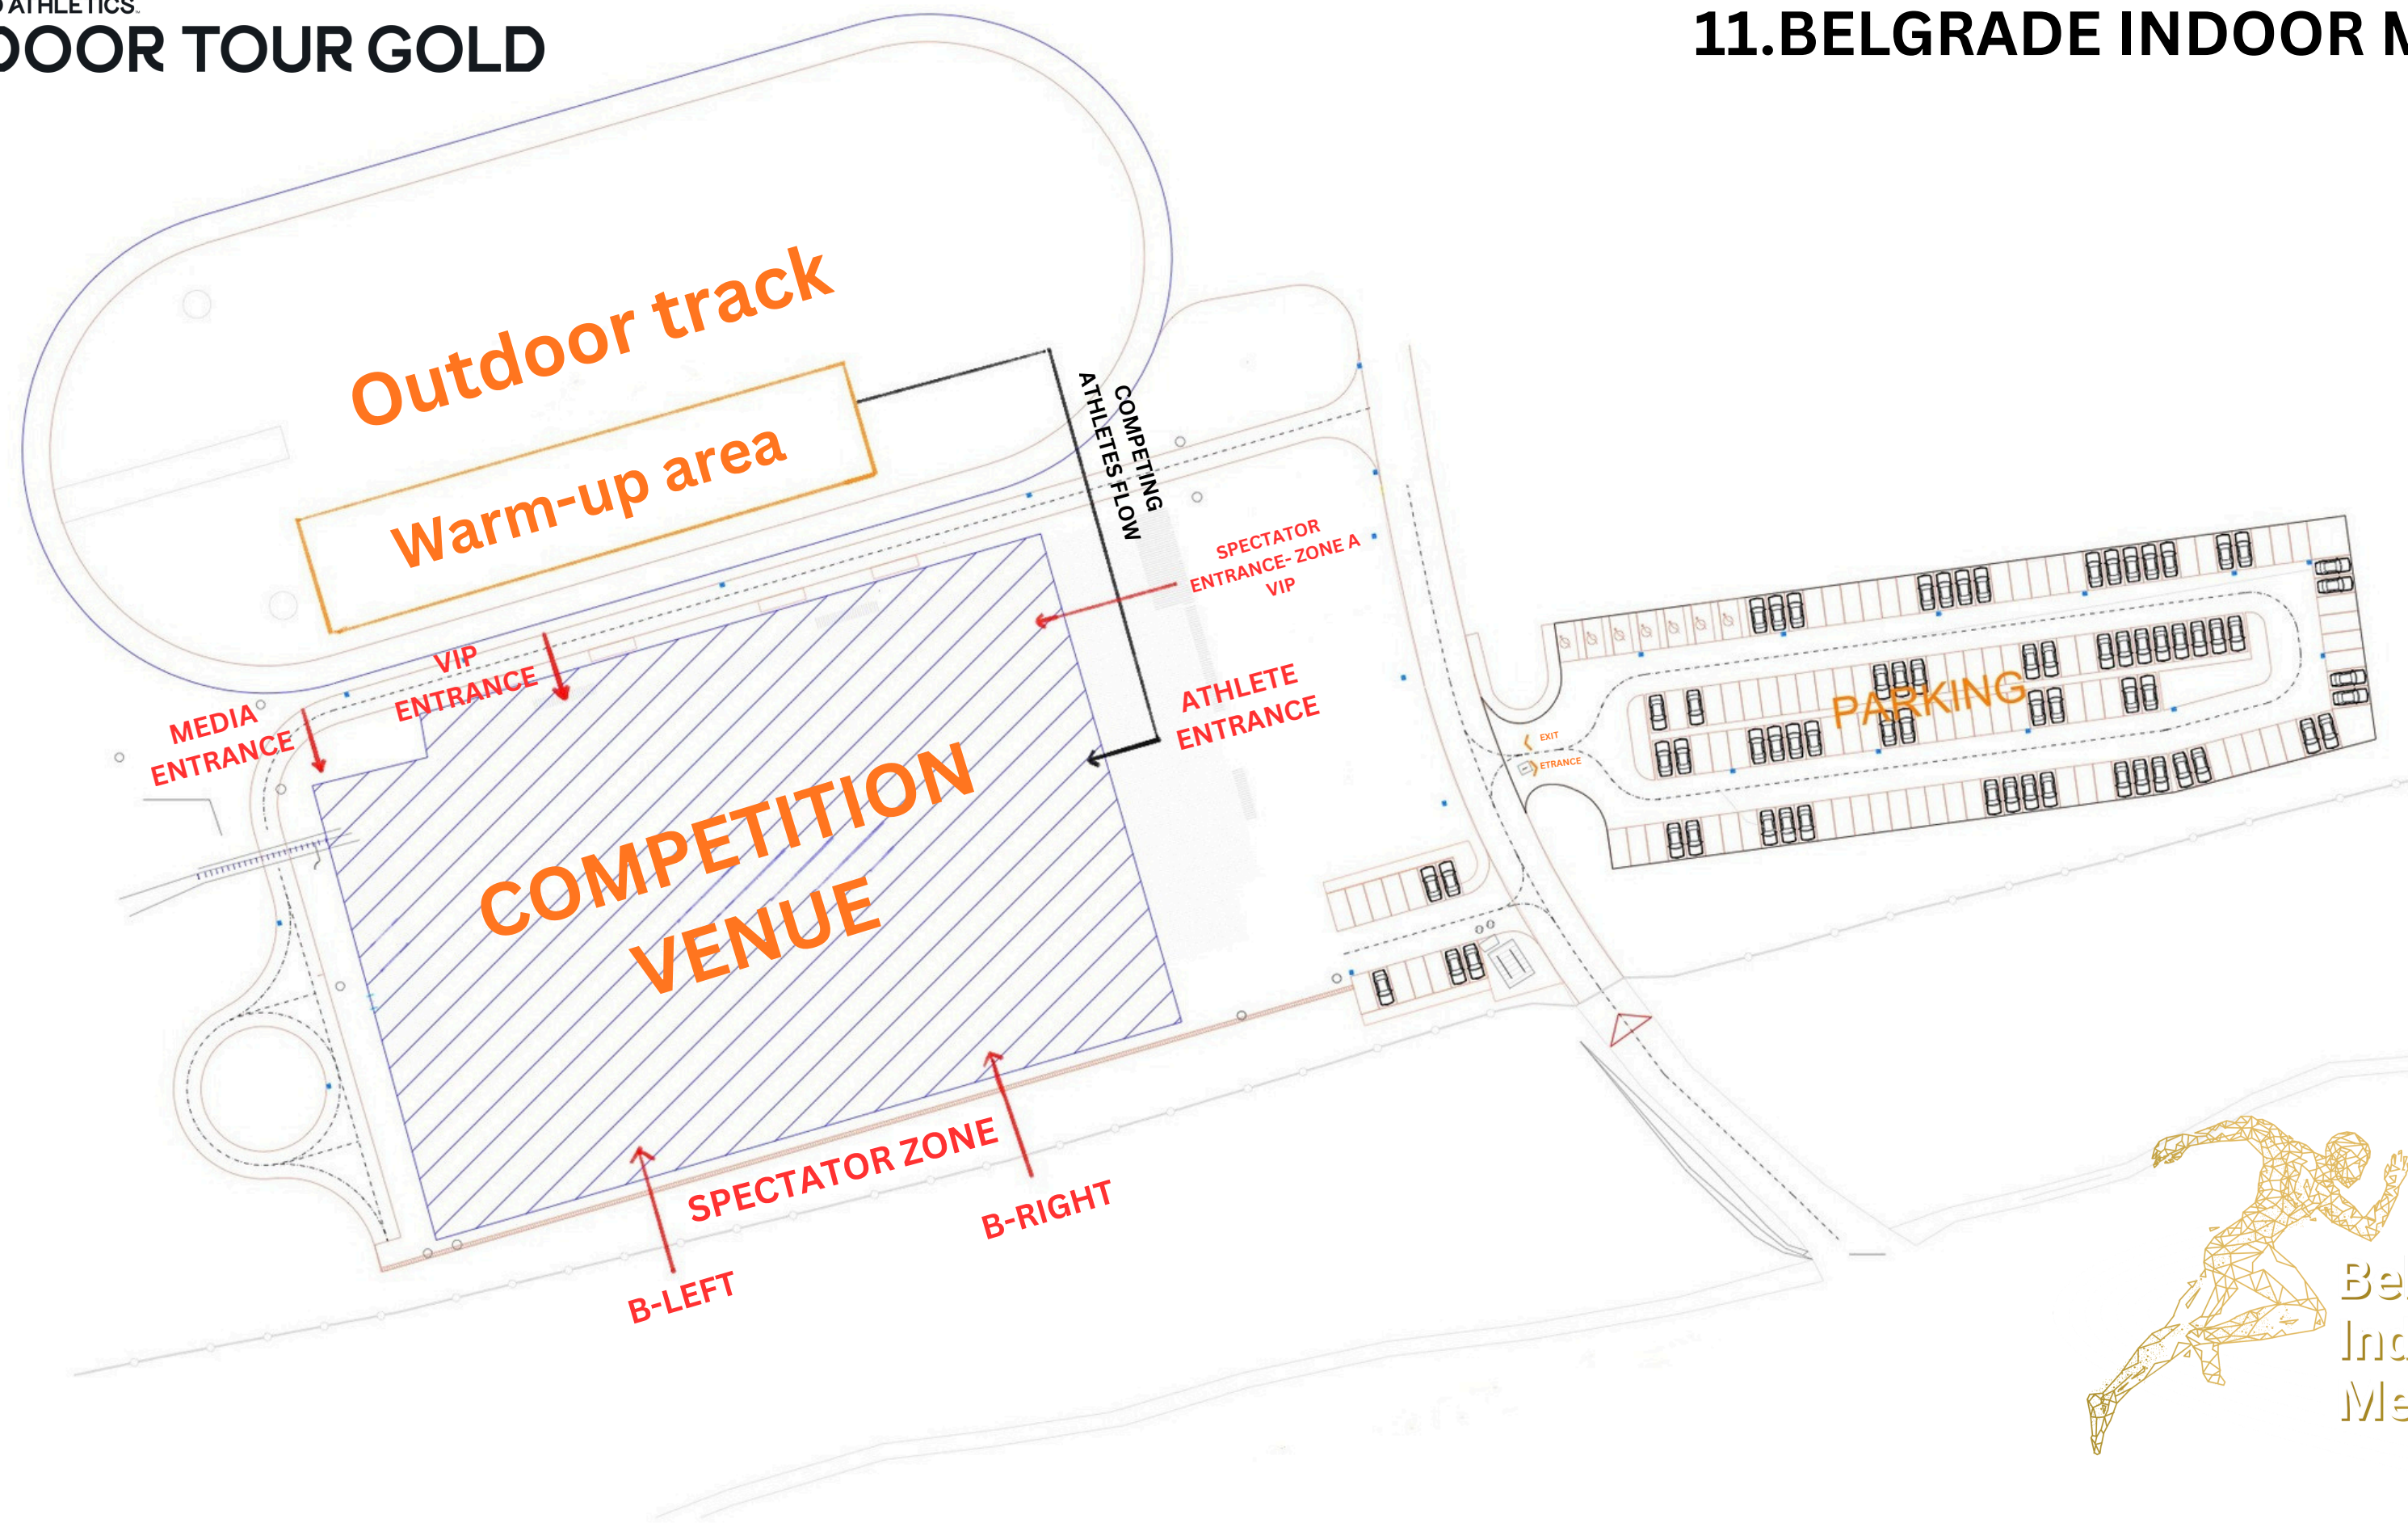 ATHLETICS
DOOR TOUR GOLD
11.BELGRADE INDOOR M
Outdoor track
Warm-up area
COMPETING
ATHLETES FLOW
SPECTATOR
ENTRANCE- ZONE A
VIP
VIP
ENTRANCE
MEDIA
ENTRANCE
ATHLETE
ENTRANCE
COMPETITION
VENUE
PARKING
EXIT
ETRANCE
SPECTATOR ZONE
B-RIGHT
B-LEFT
Be
Ind
Me